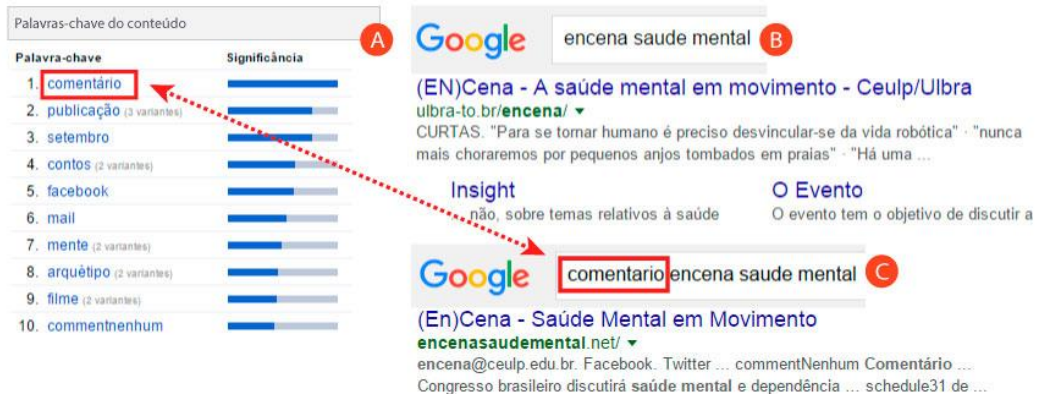 Palavras-chave do conteúdo
A
Palavra-chave Significância
1. comentário
2. publicação (3 variantes)
3. setembro
4. contos (2 variantes)
5. facebook
6. mail
7. mente (2 variantes)
8. arquétipo (2 variantes)
9. filme (2 variantes)
10. commentnenhum
Google encena saude mental B
(EN)Cena - A saúde mental em movimento - Ceulp/Ulbra
ulbra-to.br/encena/
CURTAS. "Para se tornar humano é preciso desvincular-se da vida robótica" · "nunca
mais choraremos por pequenos anjos tombados em praias" · "Há uma ...
Insight O Evento
... não, sobre temas relativos à saúde O evento tem o objetivo de discutir a
Google comentario encena saude mental C
(En)Cena - Saúde Mental em Movimento
encenasaudemental.net/
encena@ceulp.edu.br. Facebook. Twitter ... commentNenhum Comentário ...
Congresso brasileiro discutirá saúde mental e dependência ... schedule31 de ...